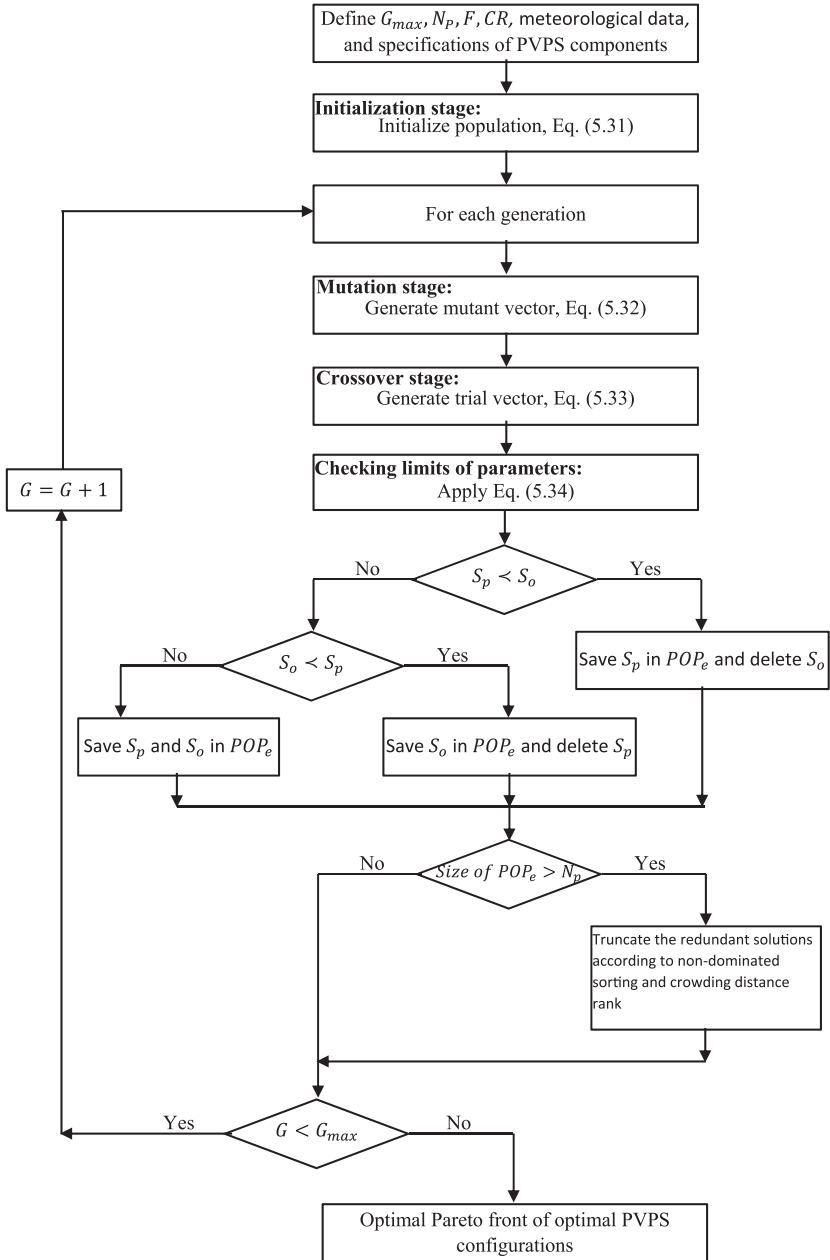 Define G_max, N_P, F, CR, meteorological data,
and specifications of PVPS components
Initialization stage:
Initialize population, Eq. (5.31)
For each generation
Mutation stage:
Generate mutant vector, Eq. (5.32)
Crossover stage:
Generate trial vector, Eq. (5.33)
Checking limits of parameters:
Apply Eq. (5.34)
G = G + 1
No
S_p ≺ S_o
Yes
No
S_o ≺ S_p
Yes
Save S_p in POP_e and delete S_o
Save S_p and S_o in POP_e
Save S_o in POP_e and delete S_p
No
Size of POP_e > N_p
Yes
Truncate the redundant solutions
according to non-dominated
sorting and crowding distance
rank
Yes
G < G_max
No
Optimal Pareto front of optimal PVPS
configurations